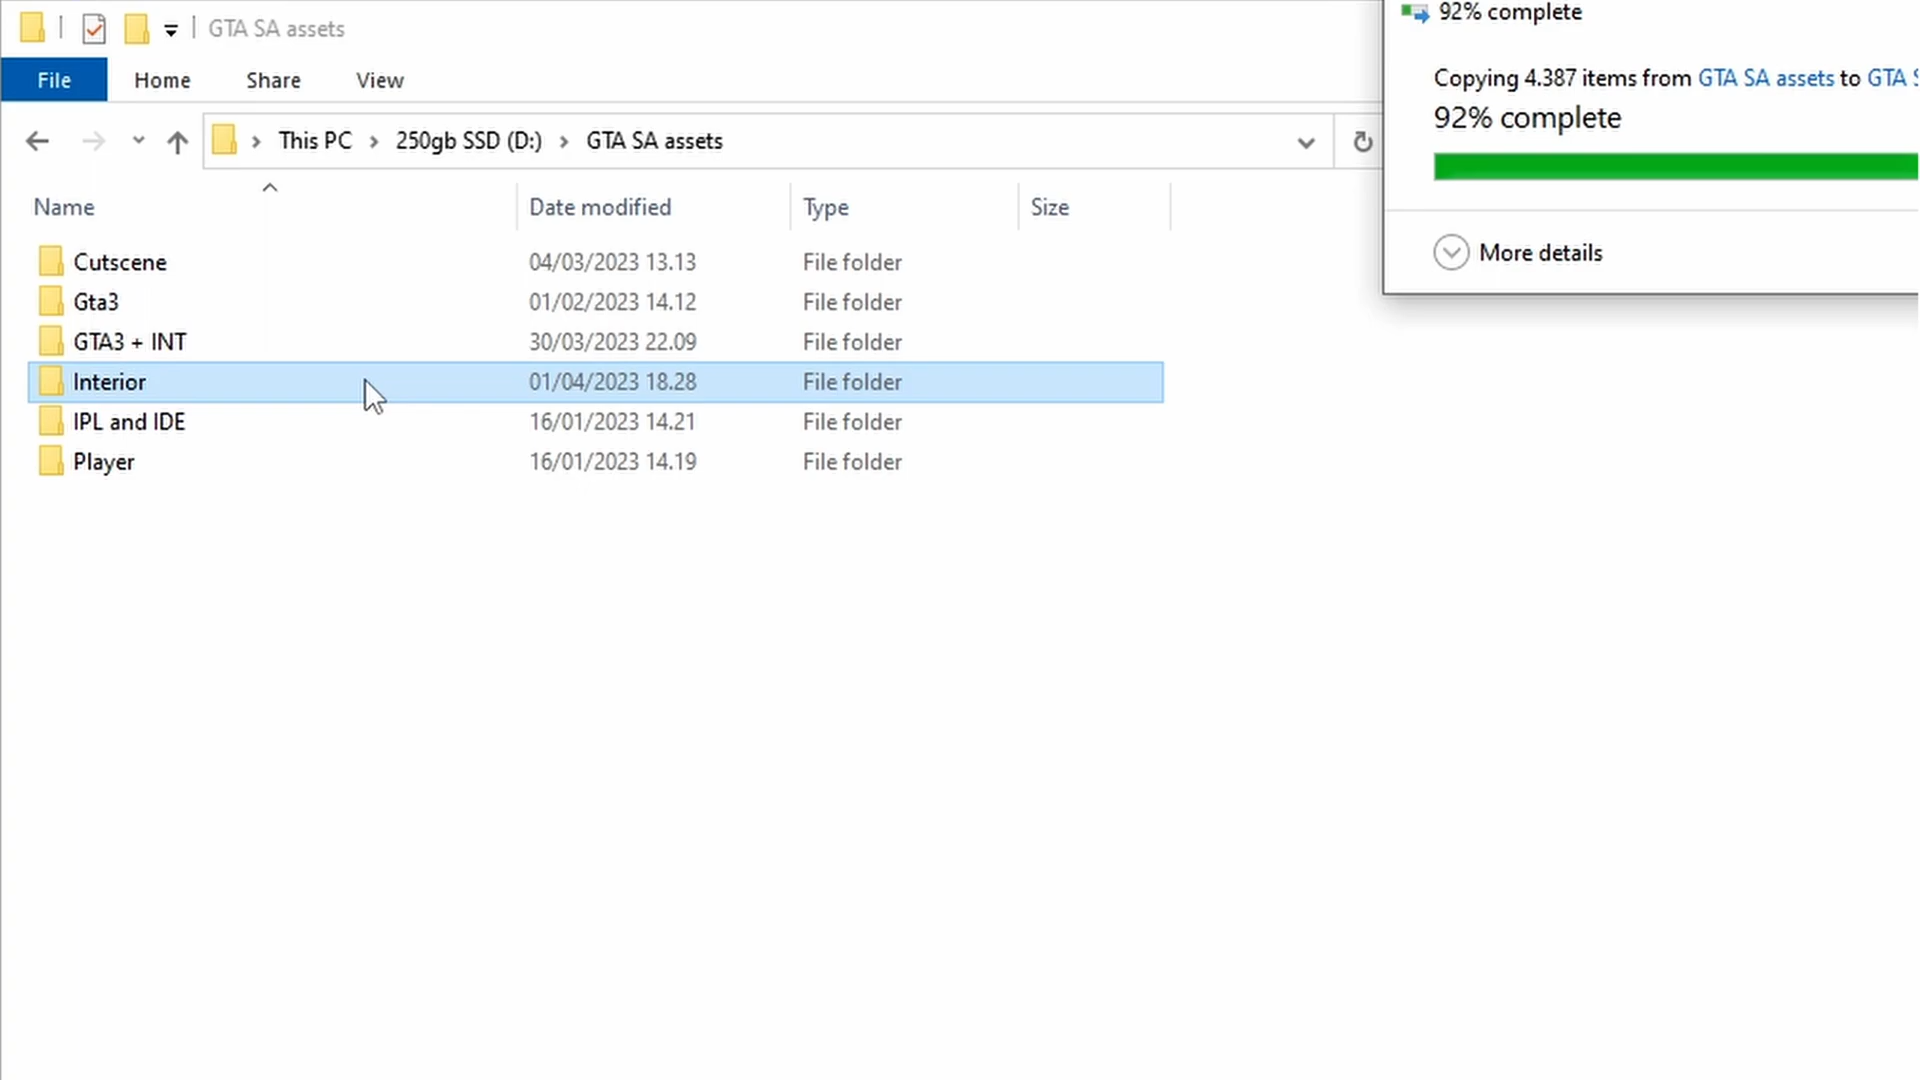 GTA SA assets
File Home Share View
This PC 250gb SSD (D:) GTA SA assets
Name Date modified Type Size
Cutscene 04/03/2023 13.13 File folder
Gta3 01/02/2023 14.12 File folder
GTA3 + INT 30/03/2023 22.09 File folder
Interior 01/04/2023 18.28 File folder
IPL and IDE 16/01/2023 14.21 File folder
Player 16/01/2023 14.19 File folder
92% complete
Copying 4.387 items from GTA SA assets to GTA
92% complete
More details